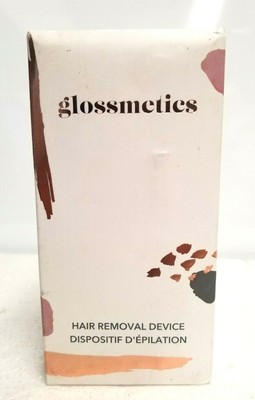 glossmetics
HAIR REMOVAL DEVICE
DISPOSITIF D'ÉPILATION